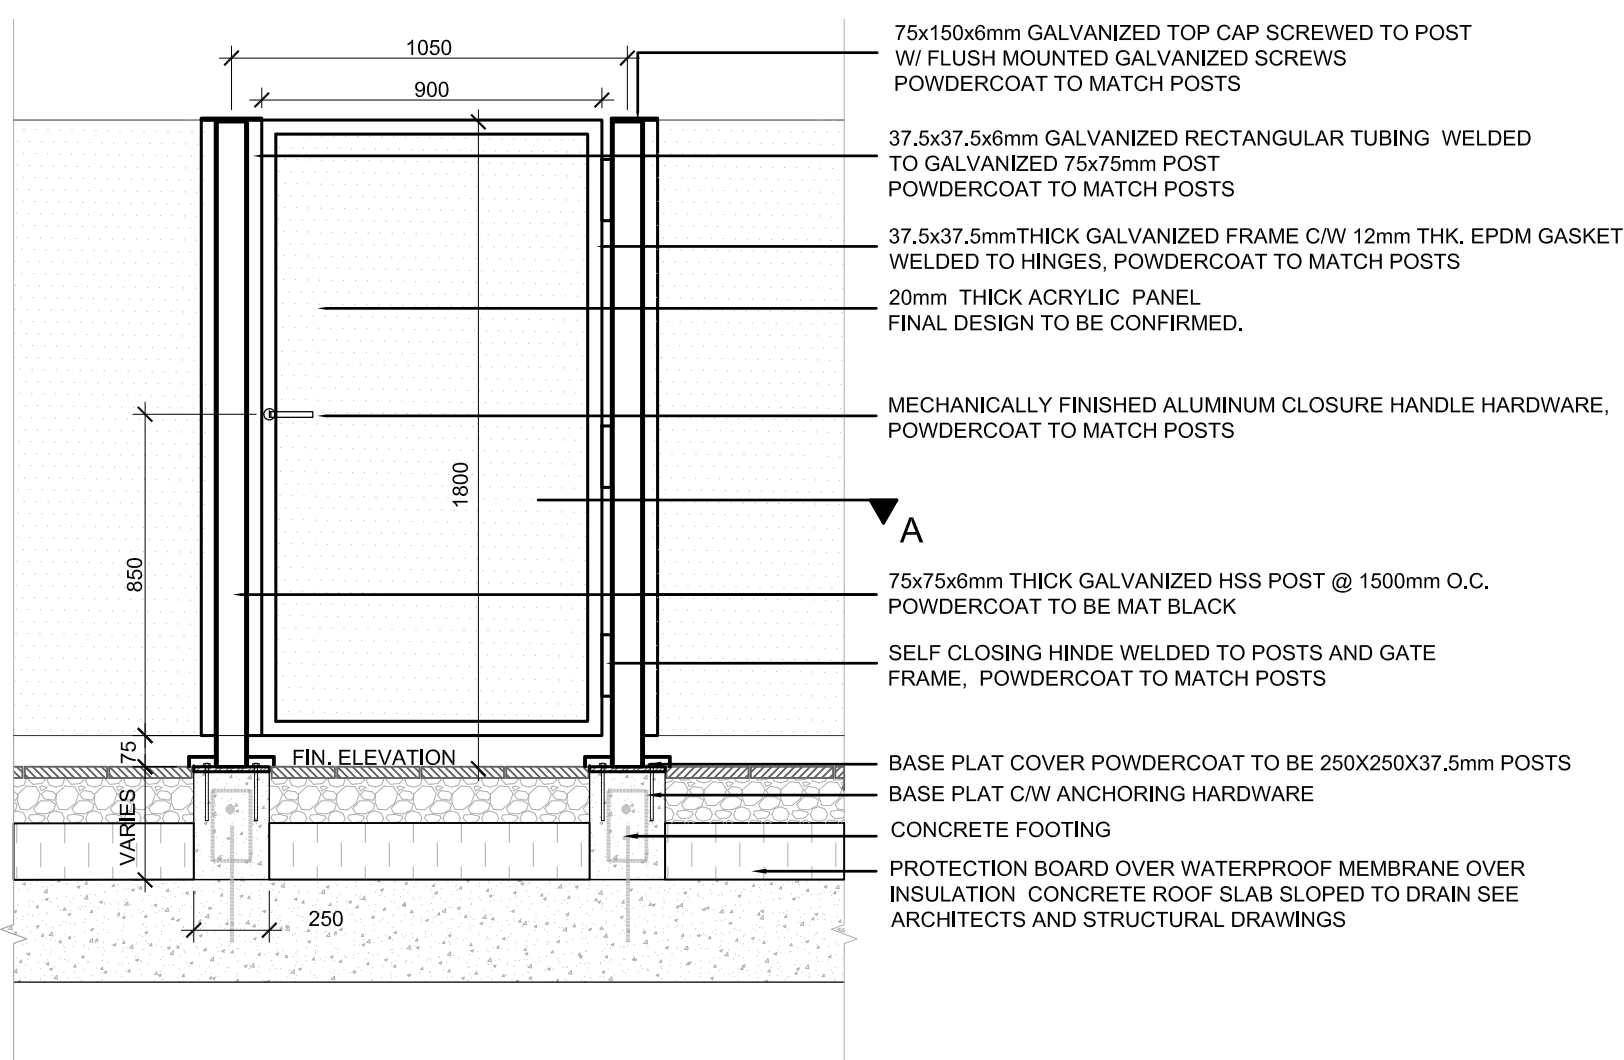 1050
900
75x150x6mm GALVANIZED TOP CAP SCREWED TO POST
W/ FLUSH MOUNTED GALVANIZED SCREWS
POWDERCOAT TO MATCH POSTS
37.5x37.5x6mm GALVANIZED RECTANGULAR TUBING WELDED
TO GALVANIZED 75x75mm POST
POWDERCOAT TO MATCH POSTS
37.5x37.5mmTHICK GALVANIZED FRAME C/W 12mm THK. EPDM GASKET
WELDED TO HINGES, POWDERCOAT TO MATCH POSTS
20mm THICK ACRYLIC PANEL
FINAL DESIGN TO BE CONFIRMED.
MECHANICALLY FINISHED ALUMINUM CLOSURE HANDLE HARDWARE,
POWDERCOAT TO MATCH POSTS
1800
A
850
75x75x6mm THICK GALVANIZED HSS POST @ 1500mm O.C.
POWDERCOAT TO BE MAT BLACK
SELF CLOSING HINDE WELDED TO POSTS AND GATE
FRAME, POWDERCOAT TO MATCH POSTS
75
FIN. ELEVATION
BASE PLAT COVER POWDERCOAT TO BE 250X250X37.5mm POSTS
BASE PLAT C/W ANCHORING HARDWARE
VARIES
CONCRETE FOOTING
PROTECTION BOARD OVER WATERPROOF MEMBRANE OVER
INSULATION CONCRETE ROOF SLAB SLOPED TO DRAIN SEE
ARCHITECTS AND STRUCTURAL DRAWINGS
250